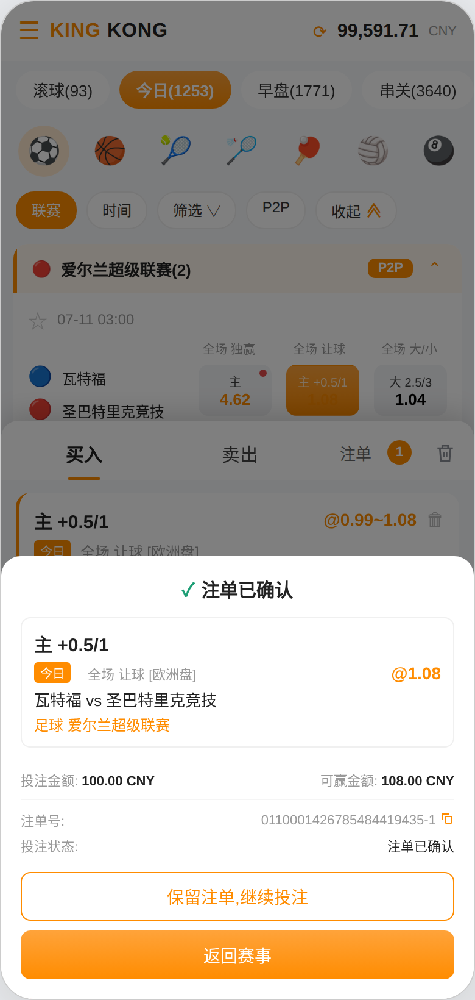 ☰ KING KONG ⟳ 99,591.71 CNY
滚球(93) 今日(1253) 早盘(1771) 串关(3640)
8
联赛 时间 筛选 ▽ P2P 收起
爱尔兰超级联赛(2) P2P
☆ 07-11 03:00
全场 独赢 全场 让球 全场 大/小
瓦特福 主 主 +0.5/1 大 2.5/3
4.62 1.08 1.04
圣巴特里克竞技
买入 卖出 注单 1
主 +0.5/1 @0.99~1.08
今日 全场 让球 [欧洲盘]
✓ 注单已确认
主 +0.5/1
今日 全场 让球 [欧洲盘] @1.08
瓦特福 vs 圣巴特里克竞技
足球 爱尔兰超级联赛
投注金额: 100.00 CNY 可赢金额: 108.00 CNY
注单号: 0110001426785484419435-1
投注状态: 注单已确认
保留注单,继续投注
返回赛事